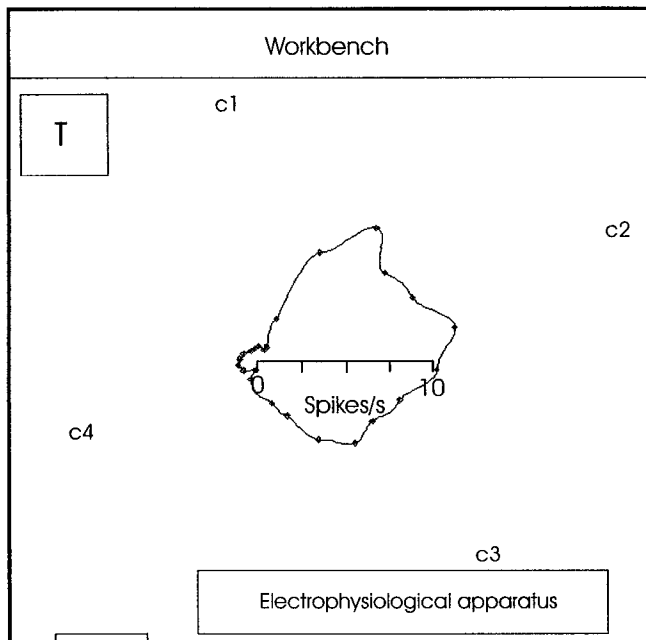 Workbench
T
c1
c2
0 10
Spikes/s
c4
c3
Electrophysiological apparatus